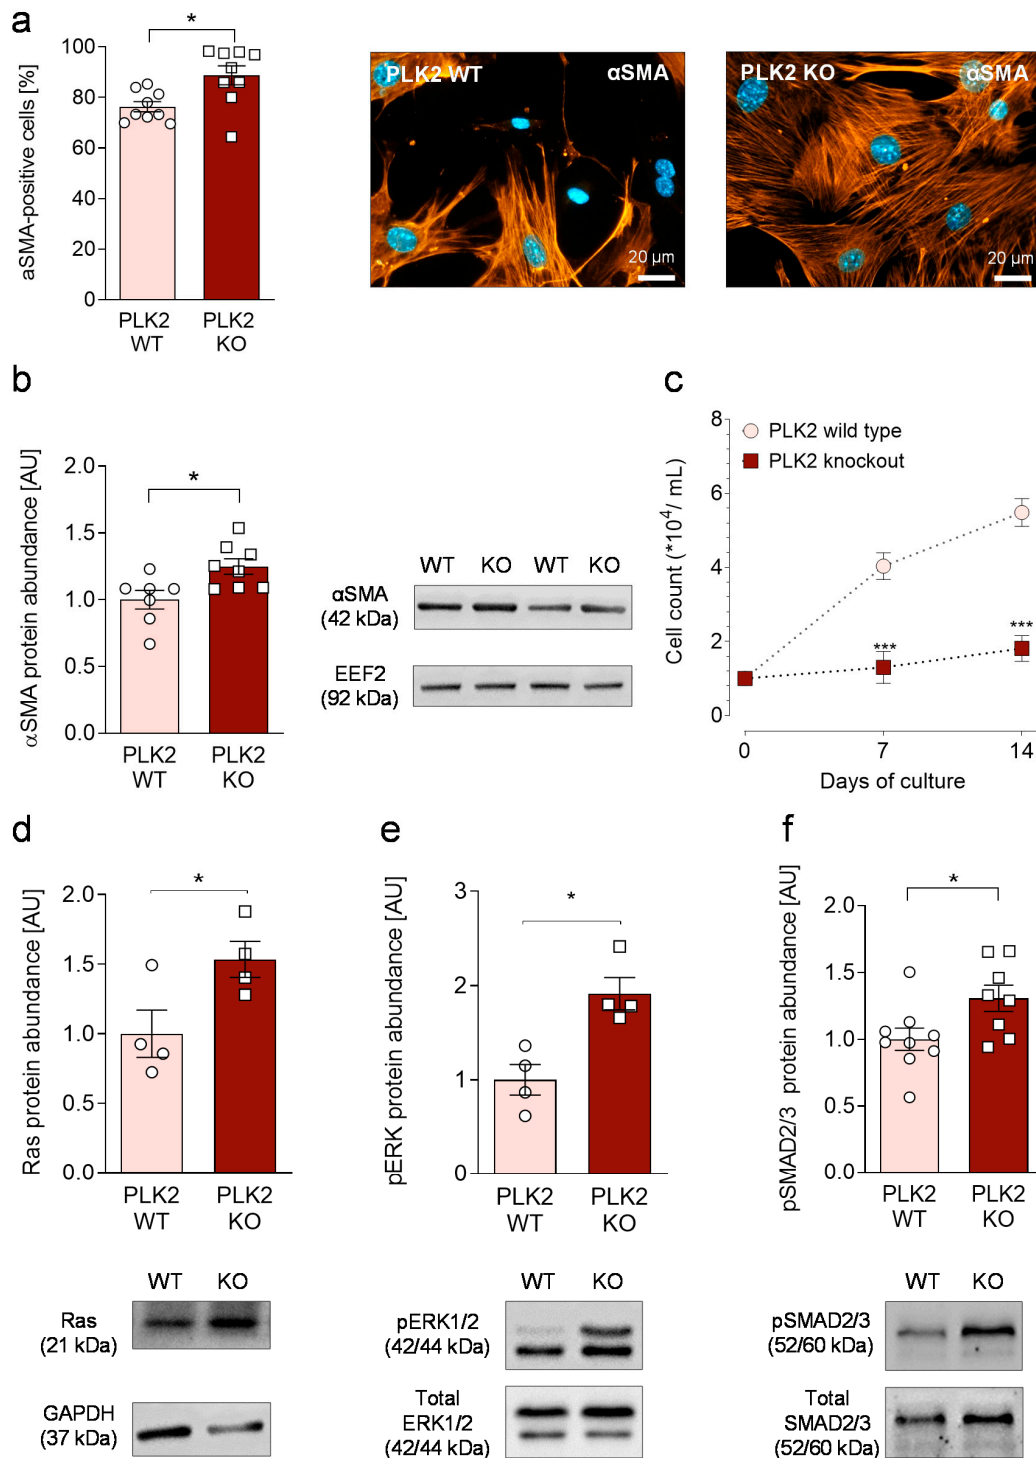 a
*
aSMA-positive cells [%]
100
80
60
40
20
0
PLK2
WT
PLK2
KO
PLK2 WT
αSMA
20 µm
PLK2 KO
αSMA
20 µm
b
αSMA protein abundance [AU]
2.0
1.5
1.0
0.5
0.0
*
PLK2
WT
PLK2
KO
WT KO WT KO
αSMA
(42 kDa)
EEF2
(92 kDa)
c
Cell count (*10⁴/ mL)
8
6
4
2
0
PLK2 wild type
PLK2 knockout
***
***
0 7 14
Days of culture
d
Ras protein abundance [AU]
2.0
1.5
1.0
0.5
0.0
*
PLK2
WT
PLK2
KO
WT KO
Ras
(21 kDa)
GAPDH
(37 kDa)
e
pERK protein abundance [AU]
3
2
1
0
*
PLK2
WT
PLK2
KO
WT KO
pERK1/2
(42/44 kDa)
Total
ERK1/2
(42/44 kDa)
f
pSMAD2/3 protein abundance [AU]
2.0
1.5
1.0
0.5
0.0
*
PLK2
WT
PLK2
KO
WT KO
pSMAD2/3
(52/60 kDa)
Total
SMAD2/3
(52/60 kDa)